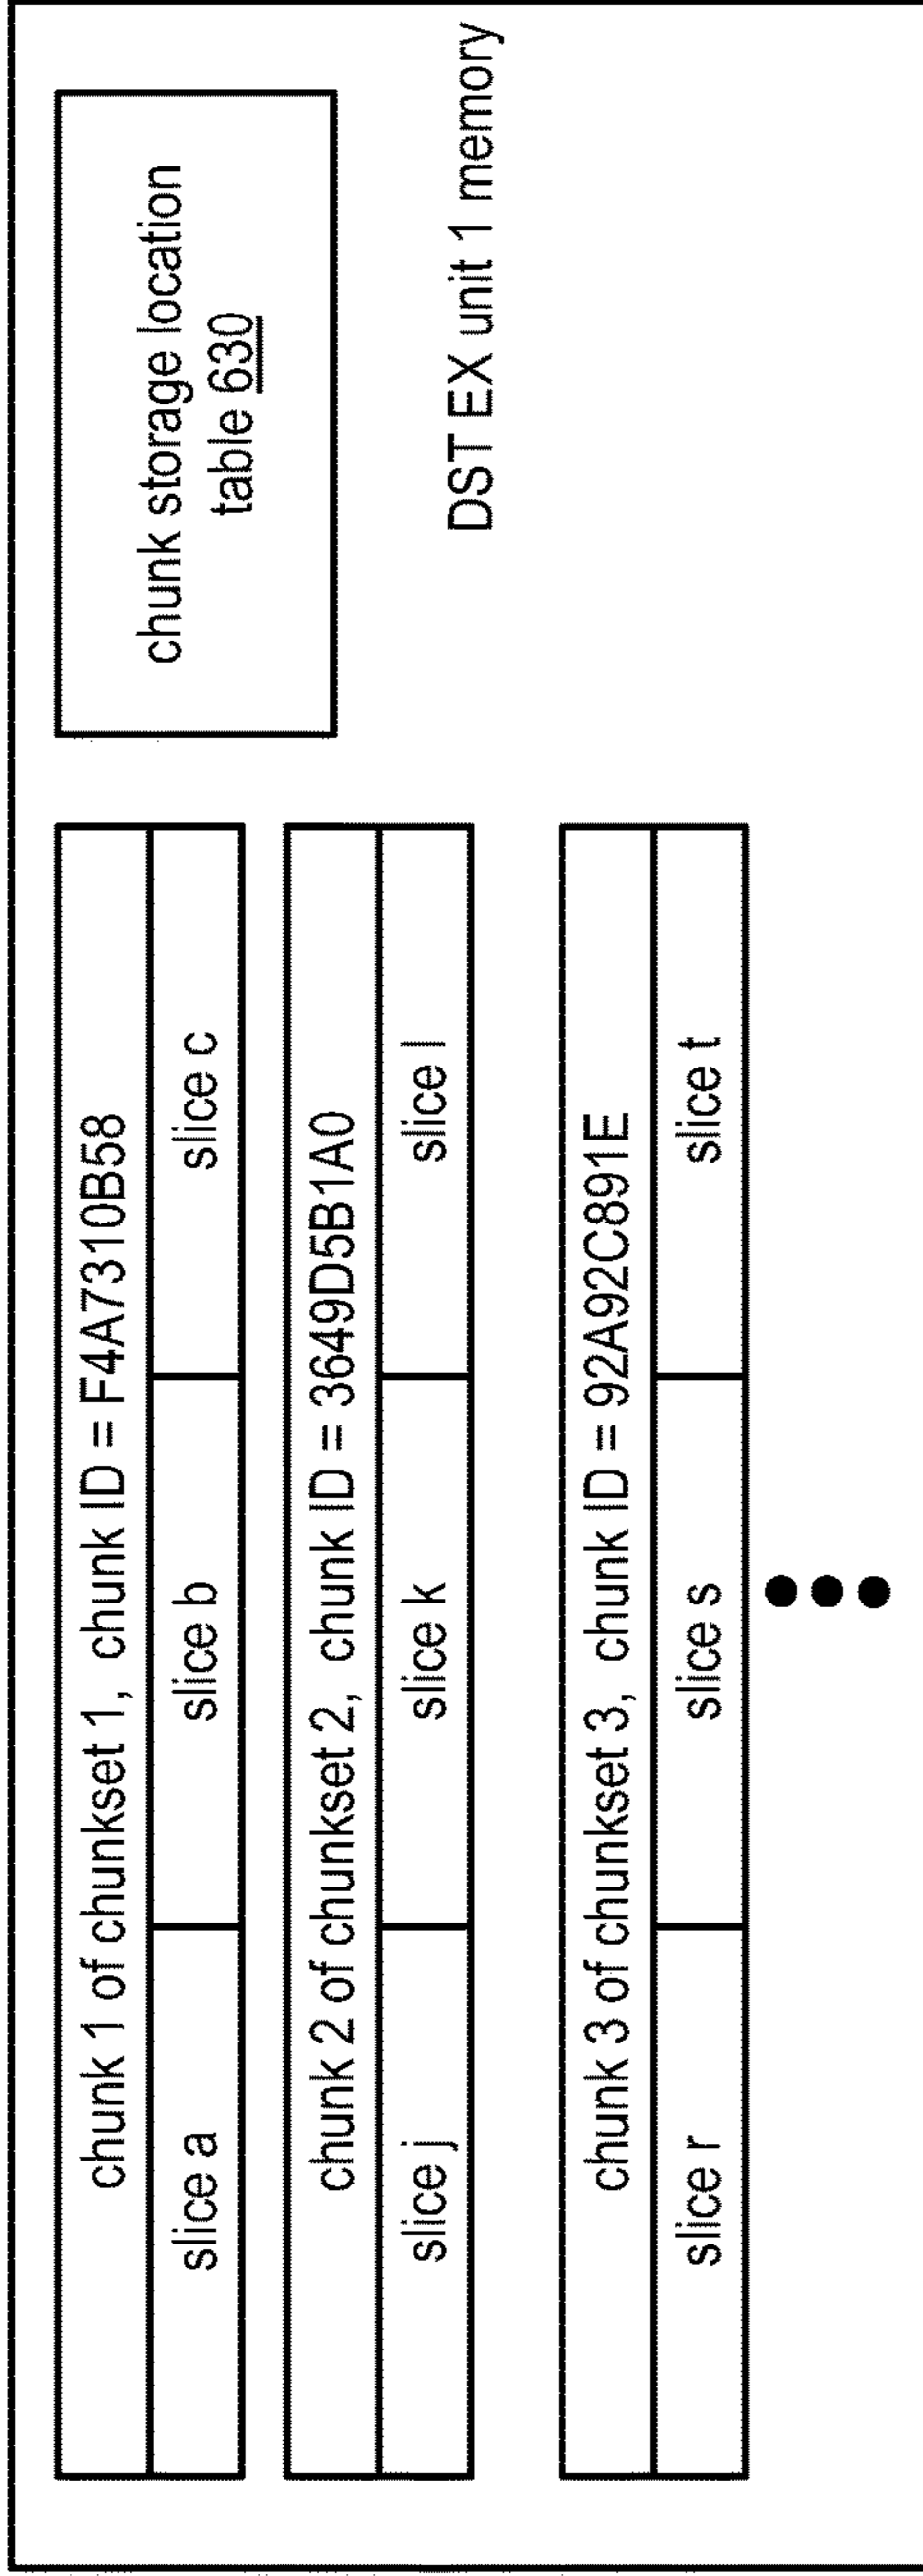 chunk 1 of chunkset 1, chunk ID = F4A7310B58
slice a
slice b
slice c
chunk 2 of chunkset 2, chunk ID = 3649D5B1A0
slice j
slice k
slice l
chunk 3 of chunkset 3, chunk ID = 92A92C891E
slice r
slice s
slice t
chunk storage location
table 630
DST EX unit 1 memory